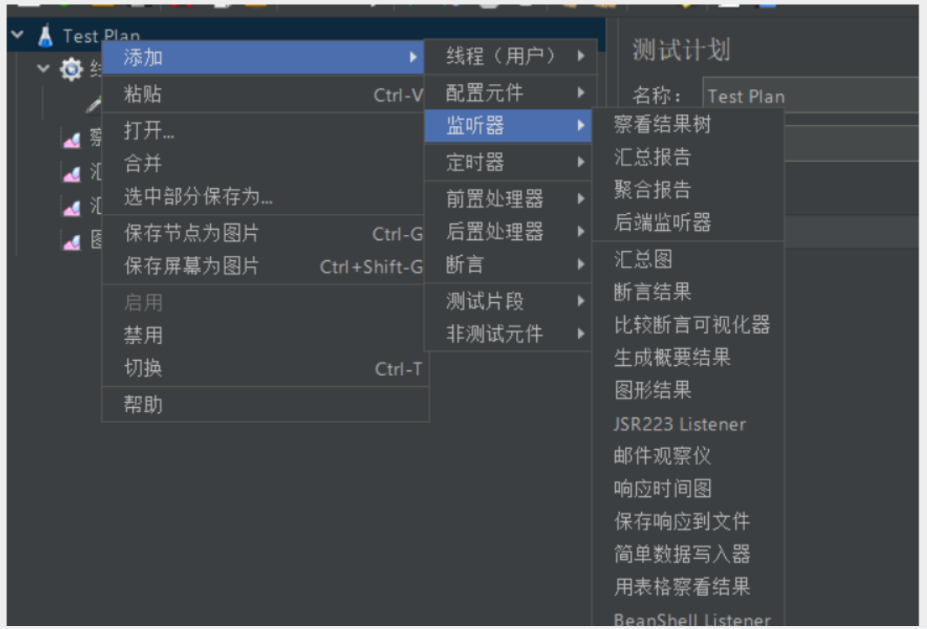 Test Plan
添加
粘贴 Ctrl-V
打开...
合并
选中部分保存为...
保存节点为图片 Ctrl-G
保存屏幕为图片 Ctrl+Shift-G
启用
禁用
切换 Ctrl-T
帮助
线程（用户）
配置元件
监听器
定时器
前置处理器
后置处理器
断言
测试片段
非测试元件
测试计划
名称： Test Plan
察看结果树
汇总报告
聚合报告
后端监听器
汇总图
断言结果
比较断言可视化器
生成概要结果
图形结果
JSR223 Listener
邮件观察仪
响应时间图
保存响应到文件
简单数据写入器
用表格察看结果
BeanShell Listener